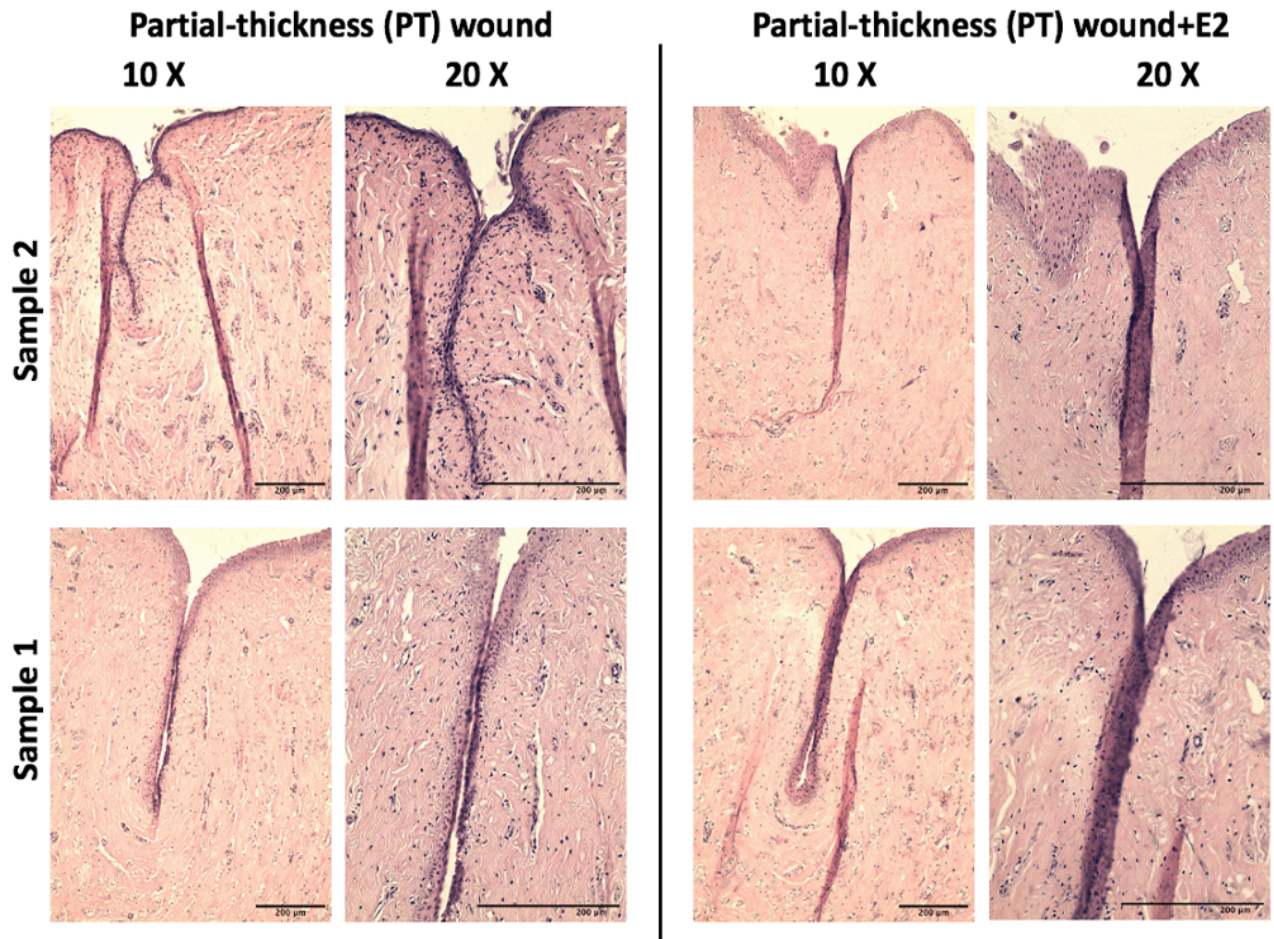 Partial-thickness (PT) wound
Partial-thickness (PT) wound+E2
10 X
20 X
10 X
20 X
Sample 2
200 µm
200 µm
200 µm
200 µm
Sample 1
200 µm
200 µm
200 µm
200 µm